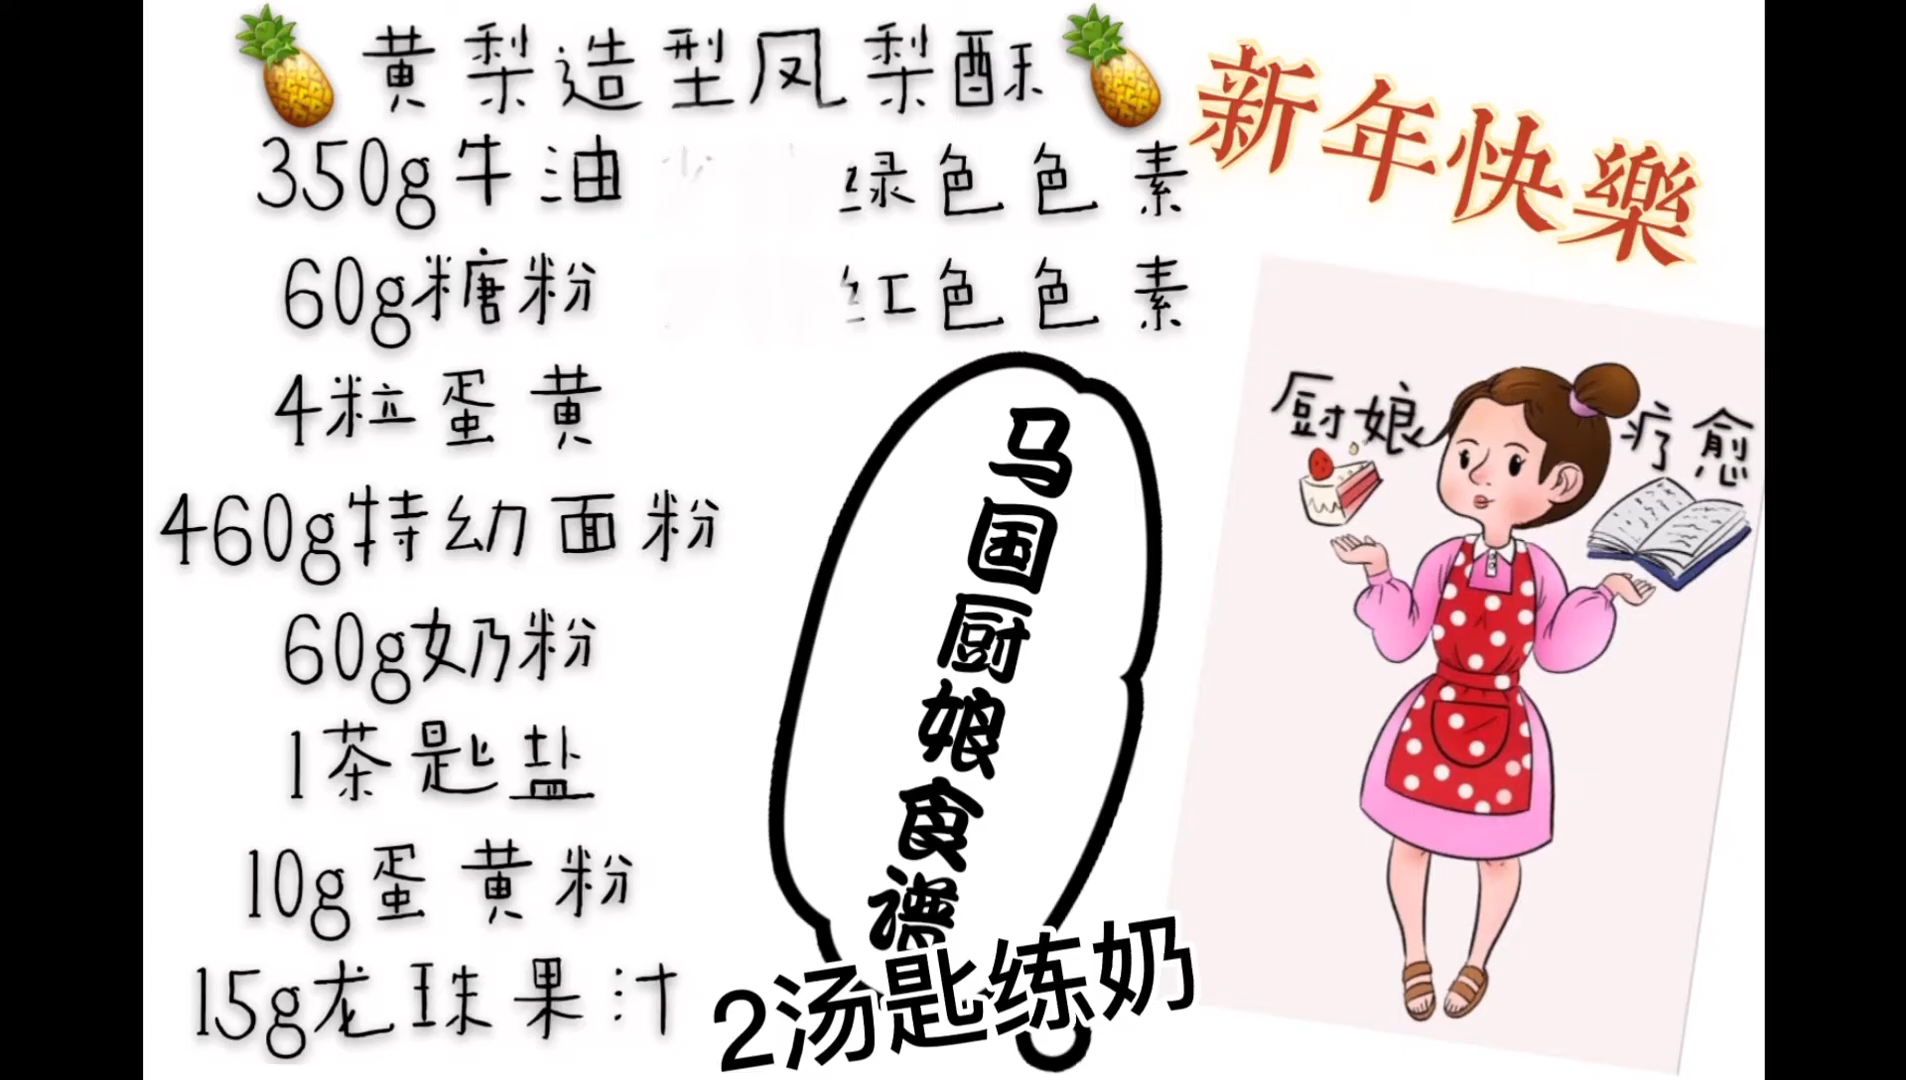 黄梨造型凤梨酥
350g牛油
60g糖粉
4粒蛋黄
460g特幼面粉
60g奶粉
1茶匙盐
10g蛋黄粉
15g龙珠果汁
绿色色素
红色色素
新年快樂
马国厨娘食谱
2汤匙练奶
厨娘
疗愈